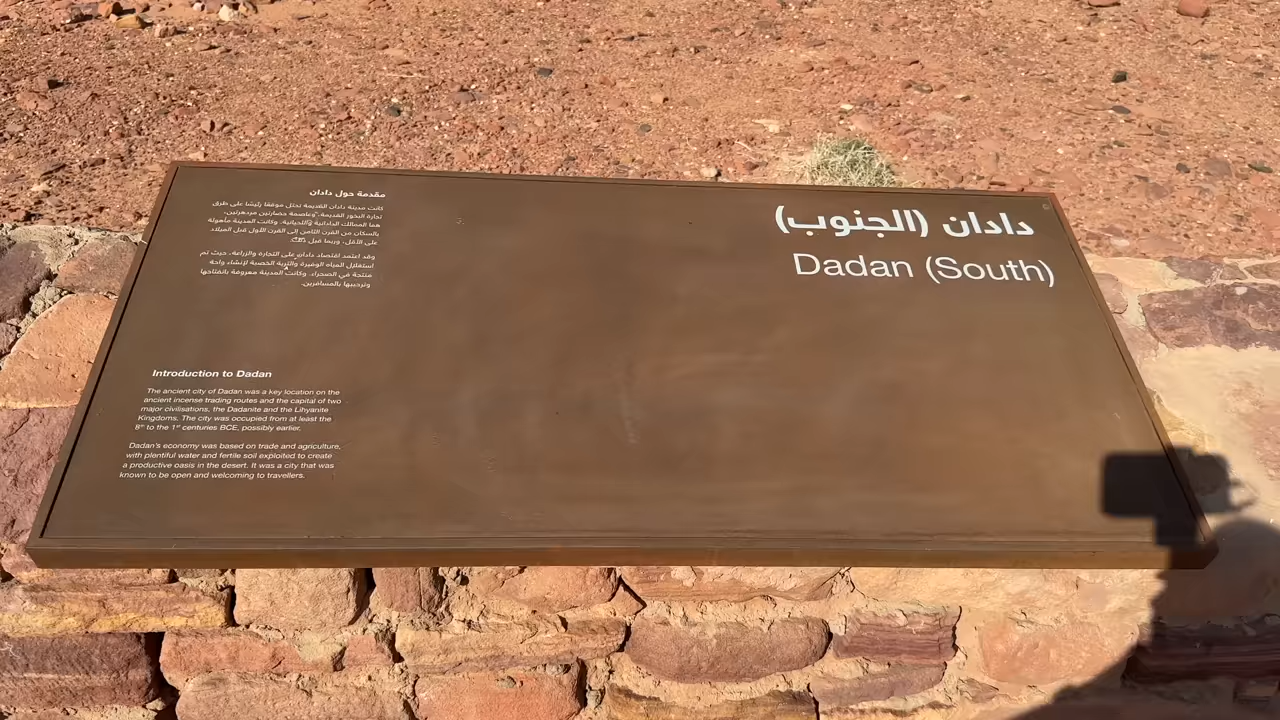 دادان (الجنوب)
Dadan (South)
مقدمة حول دادان
كانت مدينة دادان القديمة تحتل موقعًا رئيسًا على طرق
تجارة البخور القديمة، وعاصمة حضارتين مزدهرتين،
هما الممالك الدادانية واللحيانية. وكانت المدينة مأهولة
بالسكان من القرن الثامن إلى القرن الأول قبل الميلاد
على الأقل، وربما قبل
وقد اعتمد اقتصاد دادان على التجارة والزراعة، حيث تم
استغلال المياه الوفيرة والتربة الخصبة لإنشاء واحة
منتجة في الصحراء. وكانت المدينة معروفة بانفتاحها
وترحيبها بالمسافرين.
Introduction to Dadan
The ancient city of Dadan was a key location on the
ancient incense trading routes and the capital of two
major civilisations, the Dadanite and the Lihyanite
Kingdoms. The city was occupied from at least the
8th to the 1st centuries BCE, possibly earlier.
Dadan's economy was based on trade and agriculture,
with plentiful water and fertile soil exploited to create
a productive oasis in the desert. It was a city that was
known to be open and welcoming to travellers.